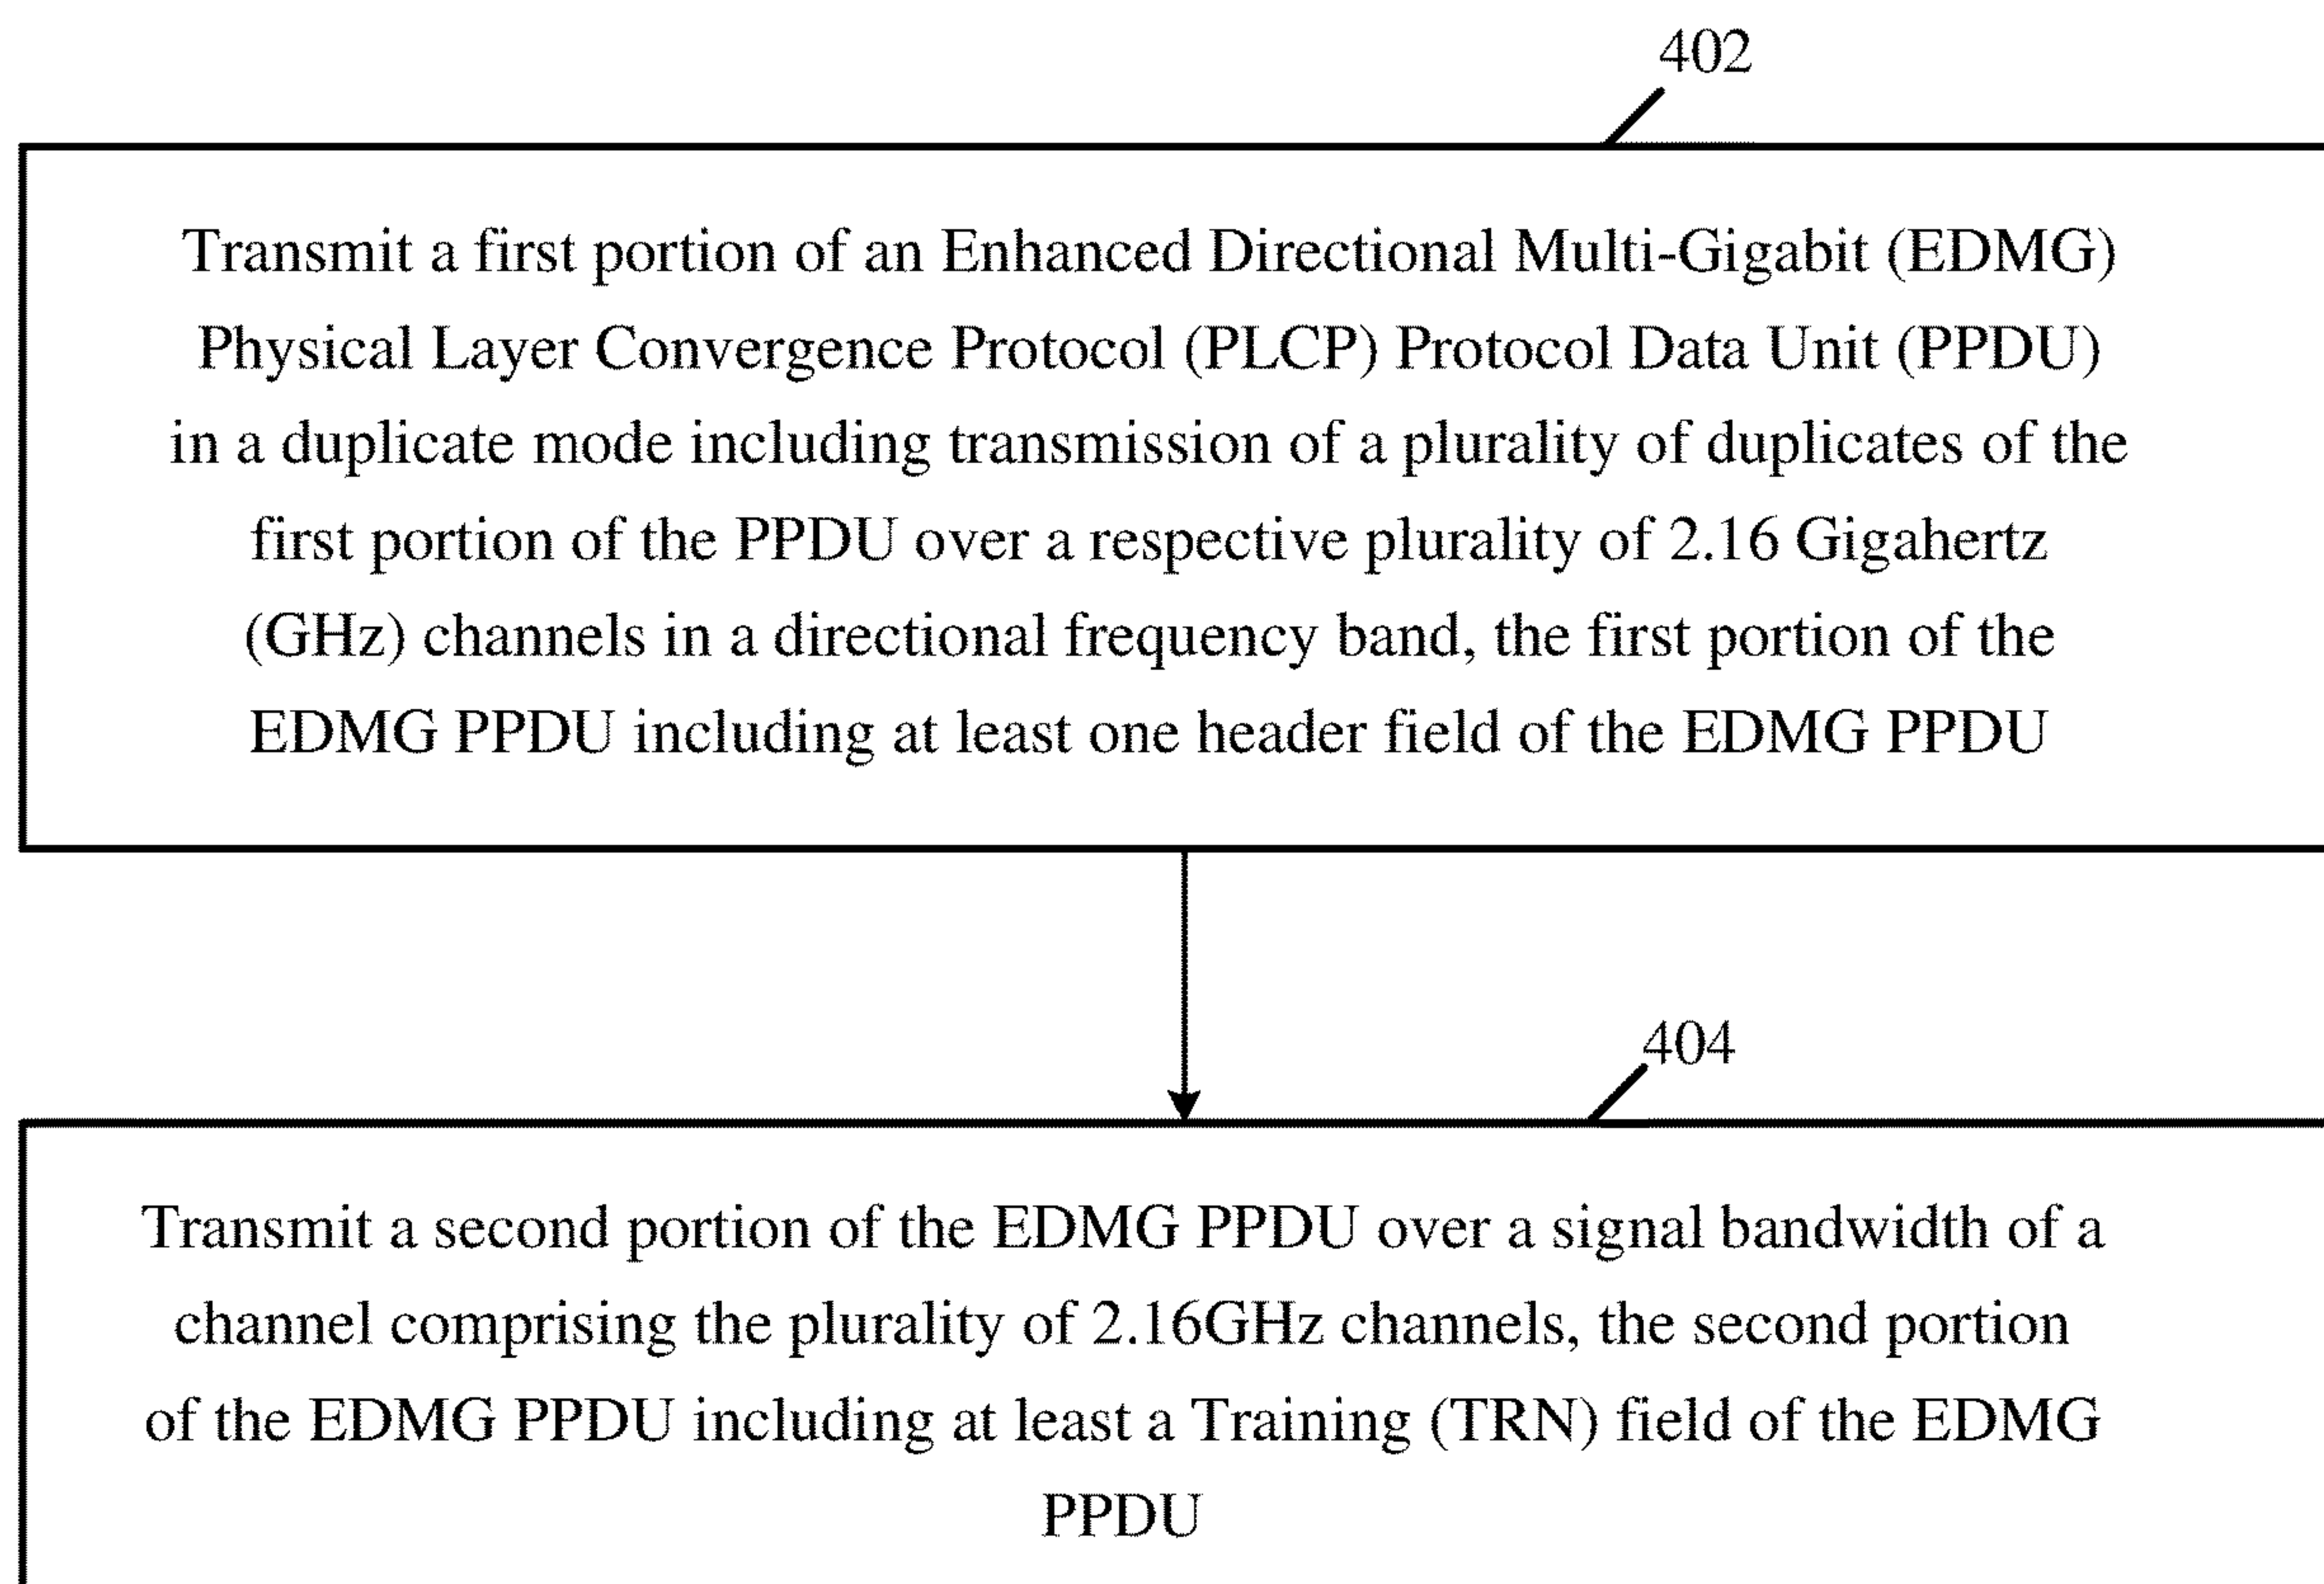 402
Transmit a first portion of an Enhanced Directional Multi-Gigabit (EDMG)
Physical Layer Convergence Protocol (PLCP) Protocol Data Unit (PPDU)
in a duplicate mode including transmission of a plurality of duplicates of the
first portion of the PPDU over a respective plurality of 2.16 Gigahertz
(GHz) channels in a directional frequency band, the first portion of the
EDMG PPDU including at least one header field of the EDMG PPDU
404
Transmit a second portion of the EDMG PPDU over a signal bandwidth of a
channel comprising the plurality of 2.16GHz channels, the second portion
of the EDMG PPDU including at least a Training (TRN) field of the EDMG
PPDU